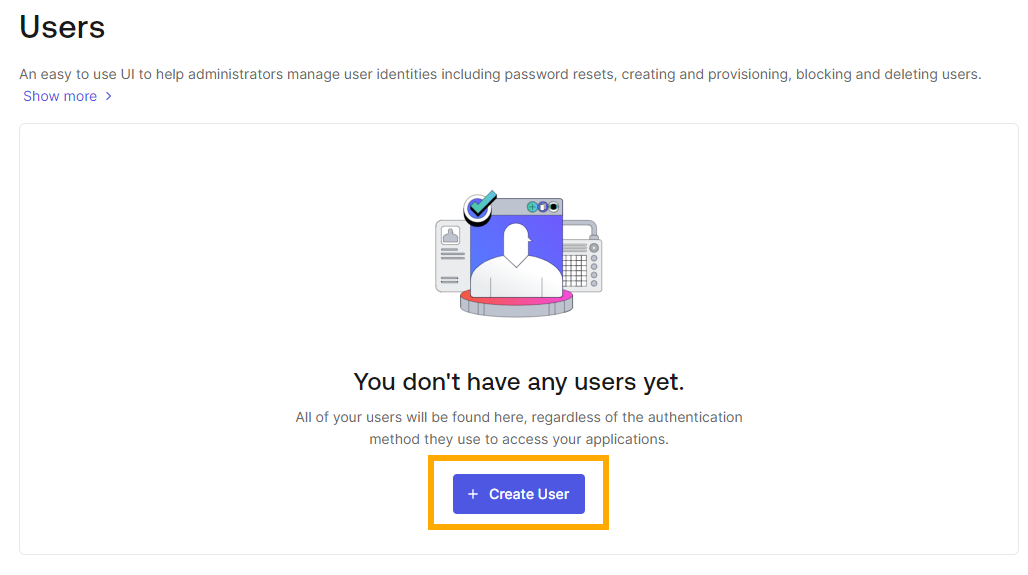 Users
An easy to use UI to help administrators manage user identities including password resets, creating and provisioning, blocking and deleting users.
Show more
You don't have any users yet.
All of your users will be found here, regardless of the authentication
method they use to access your applications.
+ Create User